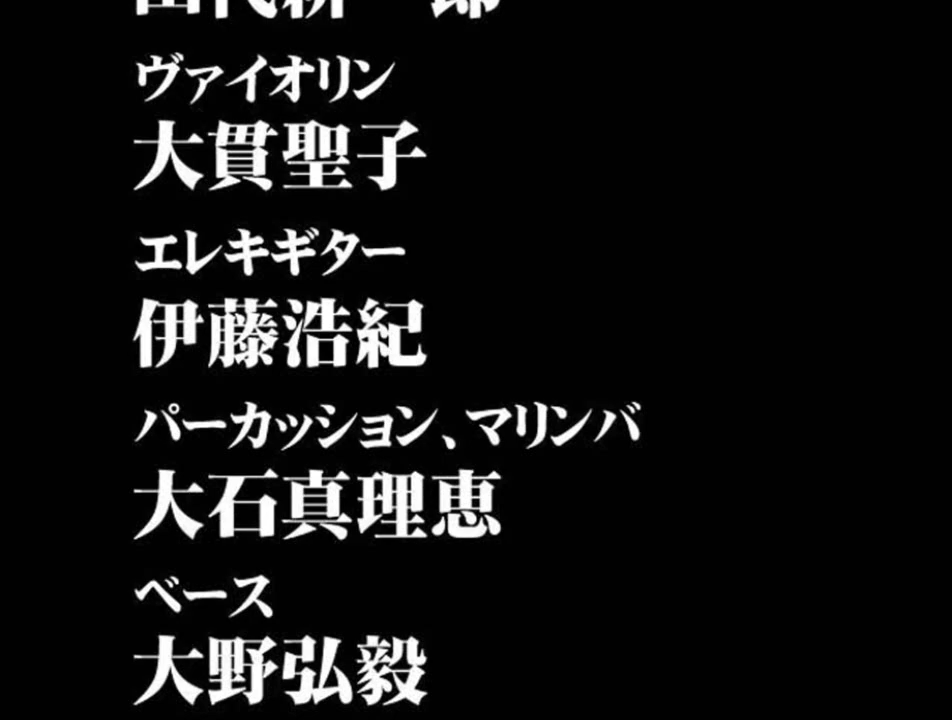 ヴァイオリン
大貫聖子
エレキギター
伊藤浩紀
パーカッション、マリンバ
大石真理恵
ベース
大野弘毅